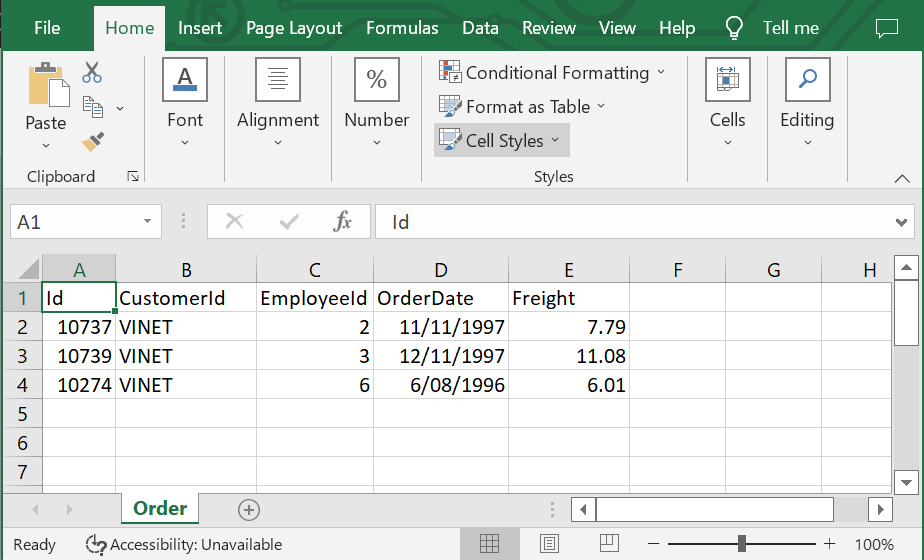 File Home Insert Page Layout Formulas Data Review View Help Tell me
Paste
Clipboard
A
Font
Alignment
%
Number
Conditional Formatting
Format as Table
Cell Styles
Styles
Cells
Editing
A1 fx Id
A B C D E F G H
1 Id CustomerId EmployeeId OrderDate Freight
2 10737 VINET 2 11/11/1997 7.79
3 10739 VINET 3 12/11/1997 11.08
4 10274 VINET 6 6/08/1996 6.01
5
6
7
Order
Ready Accessibility: Unavailable 100%